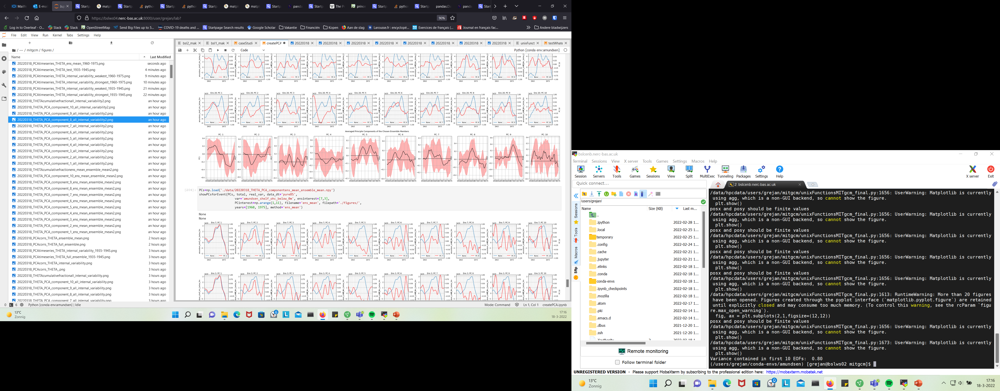 Mailfe
E-mail
Jup
Startp
matpl
Startp
pytho
Startp
pytho
Startp
matpl
matpl
Startp
panda
Startp
The P
prince
Startp
pytho
Startp
pandas.Da
panda
Start
https://bslws04.nerc-bas.ac.uk:8000/user/grejan/lab?
90%
Log in to Overleaf - O...
Slack
Slack
OpenStreetMap
Send Big Files up to 5...
COVID-19 deaths and ...
Startpage Search results
Google Scholar
Vakantie
Financiën
Kopen
Aan de slag
Larousse.fr : encyclopé...
Exercices de français (...
Journal en français fac...
Andere bladwijzers
File Edit View Run Kernel Tabs Settings Help
/ ··· / mitgcm / figures /
Name Last Modified
20220318_PCAtimeseries_THETA_ens_mean_1960-1975.png seconds ago
20220318_PCAtimeseries_THETA_test_1935-1945.png 4 minutes ago
20220318_PCAtimeseries_THETA_internal_variability_weakest_1960-1975.png 9 minutes ago
20220318_PCAtimeseries_THETA_internal_variability_strongest_1960-1975.png 10 minutes ago
20220318_PCAtimeseries_THETA_internal_variability_weakest_1935-1945.png 21 minutes ago
20220318_PCAtimeseries_THETA_internal_variability_strongest_1935-1945.png 22 minutes ago
20220318_THETAcumulativefractionall_internal_variability2.png an hour ago
20220318_THETA_PCA_component_10_all_internal_variability2.png an hour ago
20220318_THETA_PCA_component_9_all_internal_variability2.png an hour ago
20220318_THETA_PCA_component_8_all_internal_variability2.png an hour ago
20220318_THETA_PCA_component_7_all_internal_variability2.png an hour ago
20220318_THETA_PCA_component_6_all_internal_variability2.png an hour ago
20220318_THETA_PCA_component_5_all_internal_variability2.png an hour ago
20220318_THETA_PCA_component_4_all_internal_variability2.png an hour ago
20220318_THETA_PCA_component_3_all_internal_variability2.png an hour ago
20220318_THETA_PCA_component_2_all_internal_variability2.png an hour ago
20220318_THETA_PCA_component_1_all_internal_variability2.png an hour ago
20220318_THETAcumulativefractionens_mean_ensemble_mean2.png an hour ago
20220318_THETA_PCA_component_10_ens_mean_ensemble_mean2.png an hour ago
20220318_THETA_PCA_component_9_ens_mean_ensemble_mean2.png an hour ago
20220318_THETA_PCA_component_8_ens_mean_ensemble_mean2.png an hour ago
20220318_THETA_PCA_component_7_ens_mean_ensemble_mean2.png an hour ago
20220318_THETA_PCA_component_6_ens_mean_ensemble_mean2.png an hour ago
20220318_THETA_PCA_component_5_ens_mean_ensemble_mean2.png an hour ago
20220318_THETA_PCA_component_4_ens_mean_ensemble_mean2.png an hour ago
20220318_THETA_PCA_component_3_ens_mean_ensemble_mean2.png an hour ago
20220318_THETA_PCA_component_2_ens_mean_ensemble_mean2.png an hour ago
20220318_THETA_PCA_component_1_ens_mean_ensemble_mean2.png an hour ago
20220318_PCAcorrs_THETA_ensemble_mean.png 2 hours ago
20220318_PCAcorrs_THETA_full_ensemble.png 2 hours ago
20220318_PCAtimeseries_THETA_internal_variability_1935-1945.png 3 hours ago
20220318_PCAtimeseries_THETA_full_ensemble_1935-1945.png 3 hours ago
20220318_PCAcorrs_THETA_internal_variability.png 3 hours ago
20220318_PCAcorrs_THETA_.png 3 hours ago
20220318_THETAcumulativefractionall_internal_variability.png 3 hours ago
20220318_THETA_PCA_component_10_all_internal_variability.png 3 hours ago
20220318_THETA_PCA_component_9_all_internal_variability.png 3 hours ago
20220318_THETA_PCA_component_8_all_internal_variability.png 3 hours ago
20220318_THETA_PCA_component_7_all_internal_variability.png 3 hours ago
0 6 Python [conda env:amundsen] | Idle
bsl2_mak bsl1_mak caseStudi createPCA 20220318 20220318 20220318 20220318 20220318 20220318 20220318 20220318 unixFunct testWhate
Code
Python [conda env:amundsen]
Ens 20; PC 1 Ens 20; PC 2 Ens 20; PC 3 Ens 20; PC 4 Ens 20; PC 5 Ens 20; PC 6 Ens 20; PC 7 Ens 20; PC 8 Ens 20; PC 9 Ens 20; PC 10
Averaged Principle Components of the Chosen Ensemble Members
PC: 1 PC: 2 PC: 3 PC: 4 PC: 5 PC: 6 PC: 7 PC: 8 PC: 9 PC: 10
[204]: PCs=np.load('./data/20220318_THETA_PCA_componentens_mean_ensemble_mean.npy')
showPCsforEvent(PCs, total, real_var, data_dt='pureBS',
var='amundsen_shelf_ohc_below_0m', ensinterest=[7,3],
PCinterest=np.arange(1,11), filename='ens_mean', filepath='./figures/',
years=[1960, 1975], method='ens_mean')
None
None
Ens 7; PC 1 Ens 7; PC 2 Ens 7; PC 3 Ens 7; PC 4 Ens 7; PC 5 Ens 7; PC 6 Ens 7; PC 7 Ens 7; PC 8 Ens 7; PC 9 Ens 7; PC 10
Ens 3; PC 1 Ens 3; PC 2 Ens 3; PC 3 Ens 3; PC 4 Ens 3; PC 5 Ens 3; PC 6 Ens 3; PC 7 Ens 3; PC 8 Ens 3; PC 9 Ens 3; PC 10
Mode: Command Ln 1, Col 1 createPCA.ipynb
13°C
Zonnig
17:16
18-3-2022
bslcenb.nerc-bas.ac.uk
Terminal Sessions View X server Tools Games Settings Macros Help
Session Servers Tools Games Sessions View Split MultiExec Tunneling Packages Settings Help X server Exit
Quick connect...
2. bslcenb.nerc-bas.ac.uk
Sessions
Tools
Macros
Sftp
/users/grejan/
Name Size (KB) Last m...
..
.ipython 2022-02-28 1...
.local 2022-02-25 1...
temporary 2022-02-25 1...
.config 2022-02-24 1...
.cache 2022-02-21 1...
.jupyter 2022-02-21 1...
.elinks 2022-02-18 1...
.conda 2022-02-18 1...
conda-envs 2022-02-18 1...
.ipynb_checkpoints 2022-02-18 1...
.mozilla 2022-02-18 1...
.atom 2022-02-17 1...
.pki 2022-02-14 1...
.emacs.d 2022-02-14 1...
.dbus 2021-12-20 1...
.ssh 2021-12-20 1...
Remote monitoring
Follow terminal folder
/data/hpcdata/users/grejan/mitgcm/unixFunctionsMITgcm_final.py:1656: UserWarning: Matplotlib is currently
using agg, which is a non-GUI backend, so cannot show the figure.
plt.show()
posx and posy should be finite values
/data/hpcdata/users/grejan/mitgcm/unixFunctionsMITgcm_final.py:1656: UserWarning: Matplotlib is currently
using agg, which is a non-GUI backend, so cannot show the figure.
plt.show()
posx and posy should be finite values
/data/hpcdata/users/grejan/mitgcm/unixFunctionsMITgcm_final.py:1656: UserWarning: Matplotlib is currently
using agg, which is a non-GUI backend, so cannot show the figure.
plt.show()
posx and posy should be finite values
/data/hpcdata/users/grejan/mitgcm/unixFunctionsMITgcm_final.py:1656: UserWarning: Matplotlib is currently
using agg, which is a non-GUI backend, so cannot show the figure.
plt.show()
posx and posy should be finite values
/data/hpcdata/users/grejan/mitgcm/unixFunctionsMITgcm_final.py:1656: UserWarning: Matplotlib is currently
using agg, which is a non-GUI backend, so cannot show the figure.
plt.show()
/data/hpcdata/users/grejan/mitgcm/unixFunctionsMITgcm_final.py:1613: RuntimeWarning: More than 20 figures
have been opened. Figures created through the pyplot interface (`matplotlib.pyplot.figure`) are retained
until explicitly closed and may consume too much memory. (To control this warning, see the rcParam `figu
re.max_open_warning`).
fig, ax = plt.subplots(2,1,figsize=(12,12))
posx and posy should be finite values
/data/hpcdata/users/grejan/mitgcm/unixFunctionsMITgcm_final.py:1656: UserWarning: Matplotlib is currently
using agg, which is a non-GUI backend, so cannot show the figure.
plt.show()
/data/hpcdata/users/grejan/mitgcm/unixFunctionsMITgcm_final.py:1673: UserWarning: Matplotlib is currently
using agg, which is a non-GUI backend, so cannot show the figure.
plt.show()
Variance contained in first 10 EOFs: 0.80
(/users/grejan/conda-envs/amundsen) [grejan@bslws02 mitgcm]$
UNREGISTERED VERSION - Please support MobaXterm by subscribing to the professional edition here: https://mobaxterm.mobatek.net
13°C
Zonnig
17:16
18-3-2022